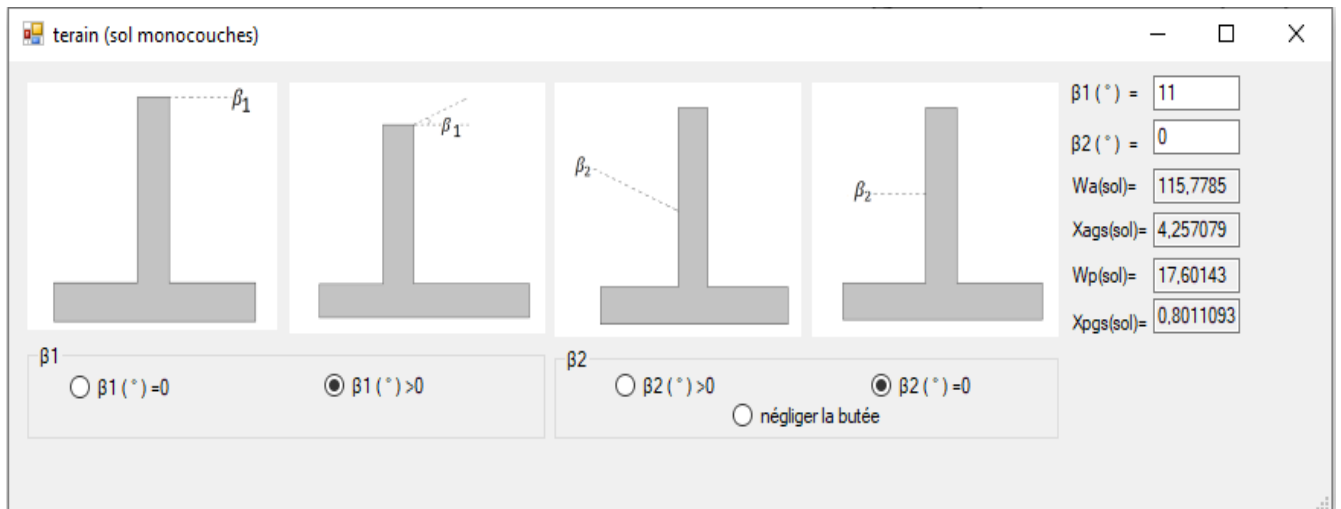 terain (sol monocouches)
β1
β1
β2
β2
β1 ( ° ) = 11
β2 ( ° ) = 0
Wa(sol)= 115,7785
Xags(sol)= 4,257079
Wp(sol)= 17,60143
Xpgs(sol)= 0,8011093
β1
β1 ( ° ) =0
β1 ( ° ) >0
β2
β2 ( ° ) >0
β2 ( ° ) =0
négliger la butée